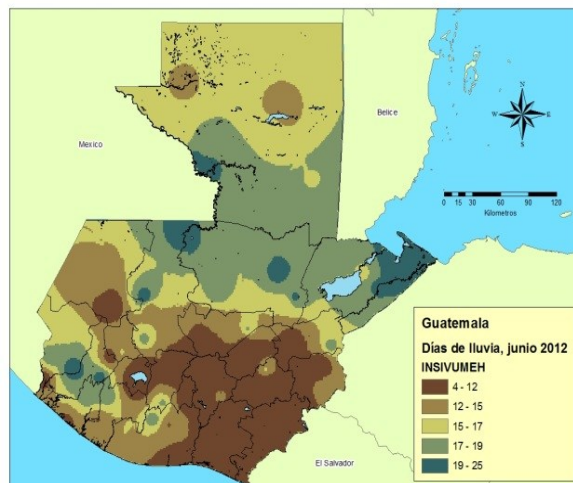 Mexico
Belice
N
W
E
S
0 15 30 60 90 120
Kilometros
Guatemala
Días de lluvia, junio 2012
INSIVUMEH
4 - 12
12 - 15
15 - 17
17 - 19
19 - 25
El Salvador